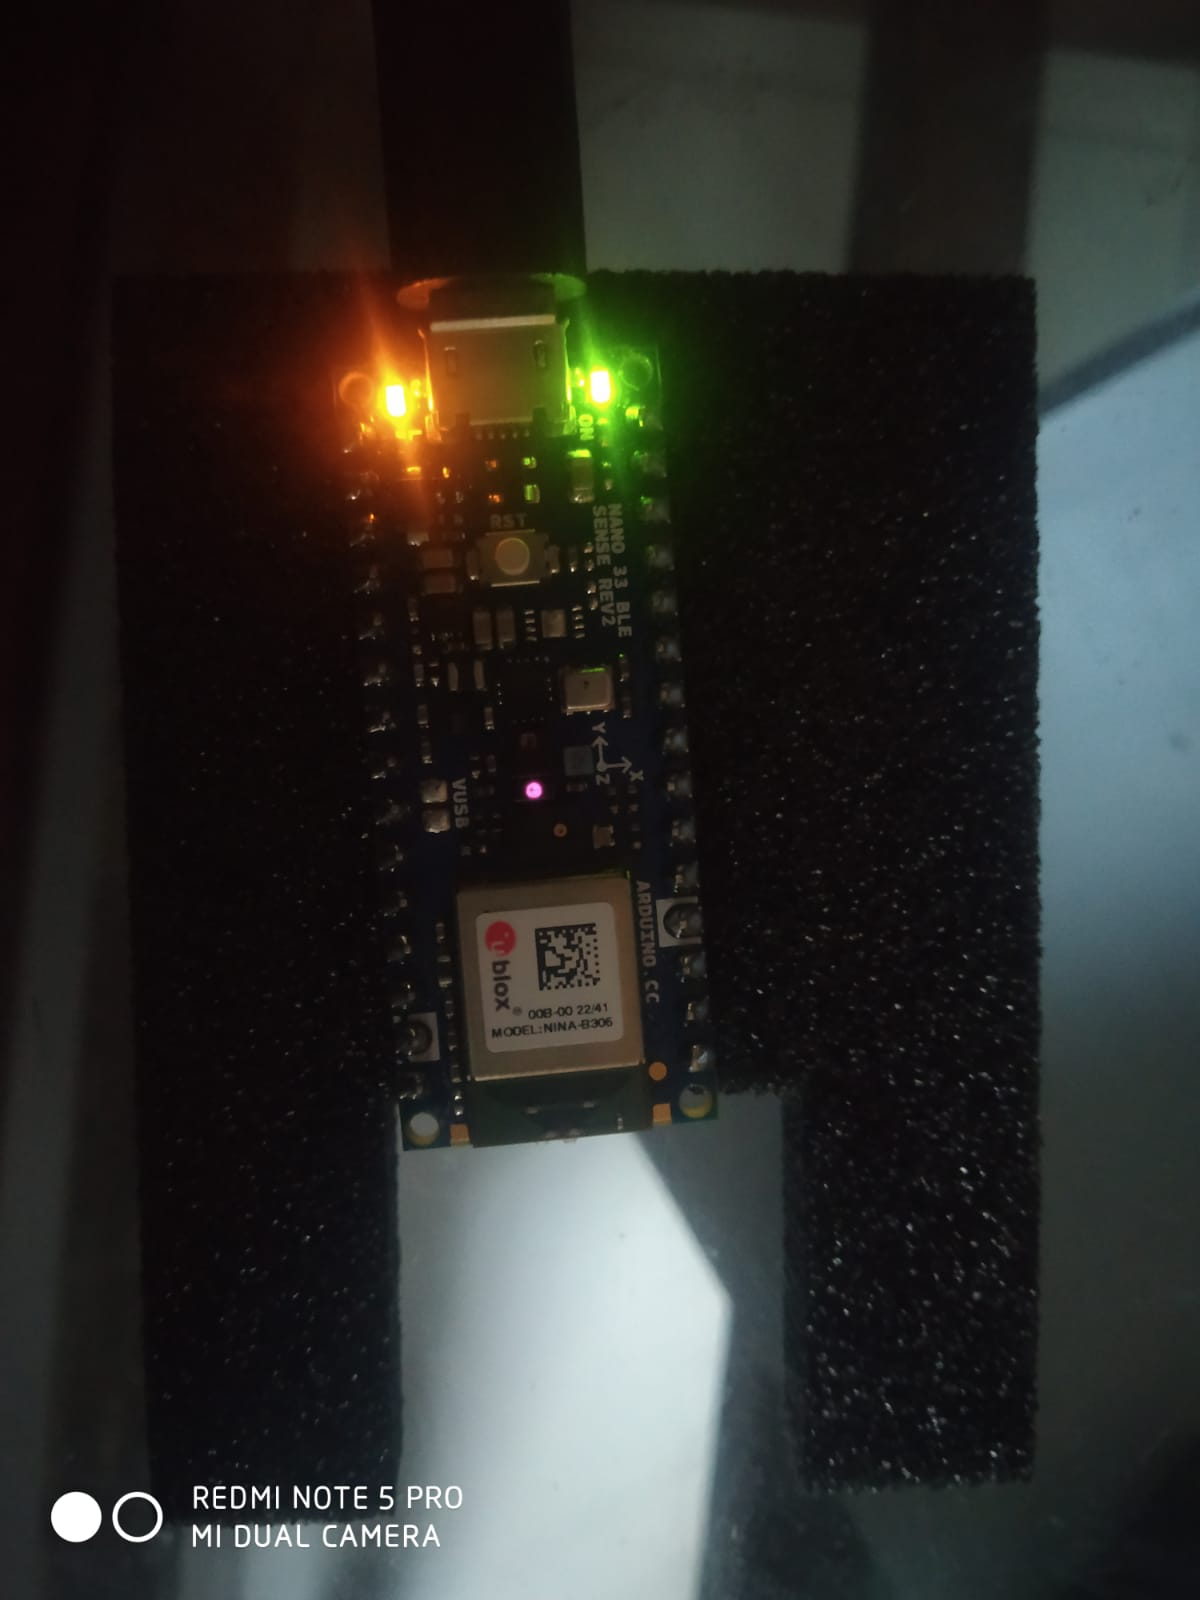 L
ON
RST
NANO 33 BLE
SENSE REV2
Y
X
Z
VUSB
ARDUINO.CC
ublox®
00B-00 22/41
MODEL:NINA-B306
REDMI NOTE 5 PRO
MI DUAL CAMERA